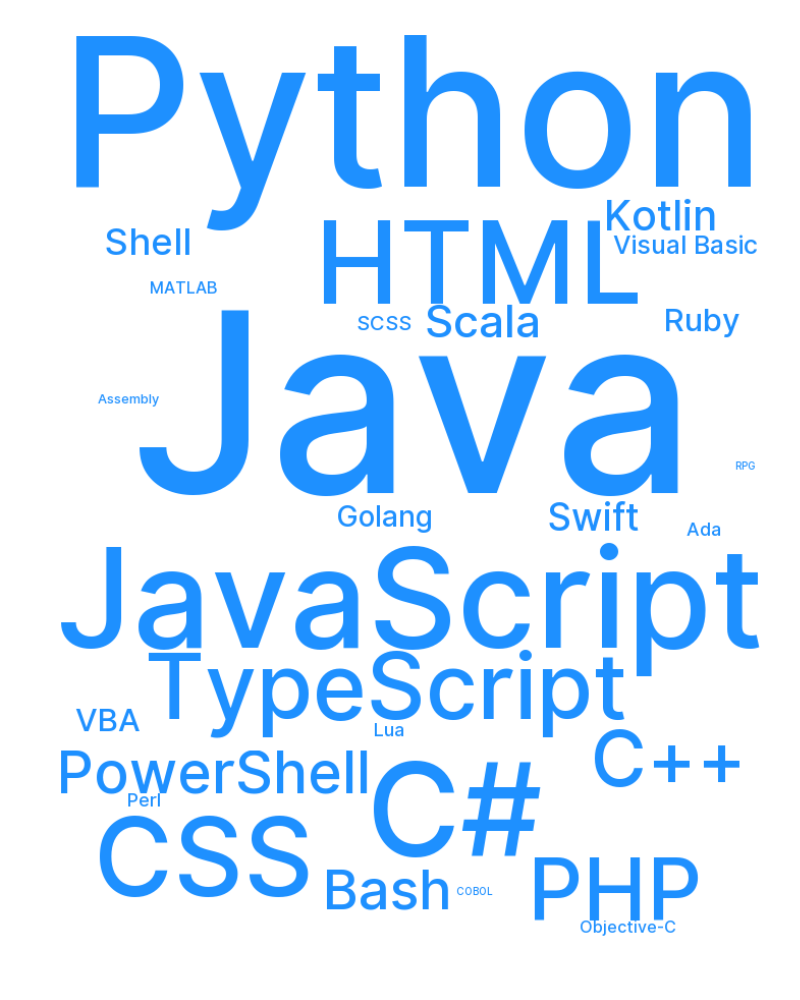 Python
Kotlin
Shell
HTML
Visual Basic
MATLAB
SCSS
Scala
Ruby
Java
Assembly
RPG
Golang
Swift
Ada
JavaScript
TypeScript
VBA
Lua
C++
PowerShell
C#
Perl
CSS
Bash
COBOL
PHP
Objective-C